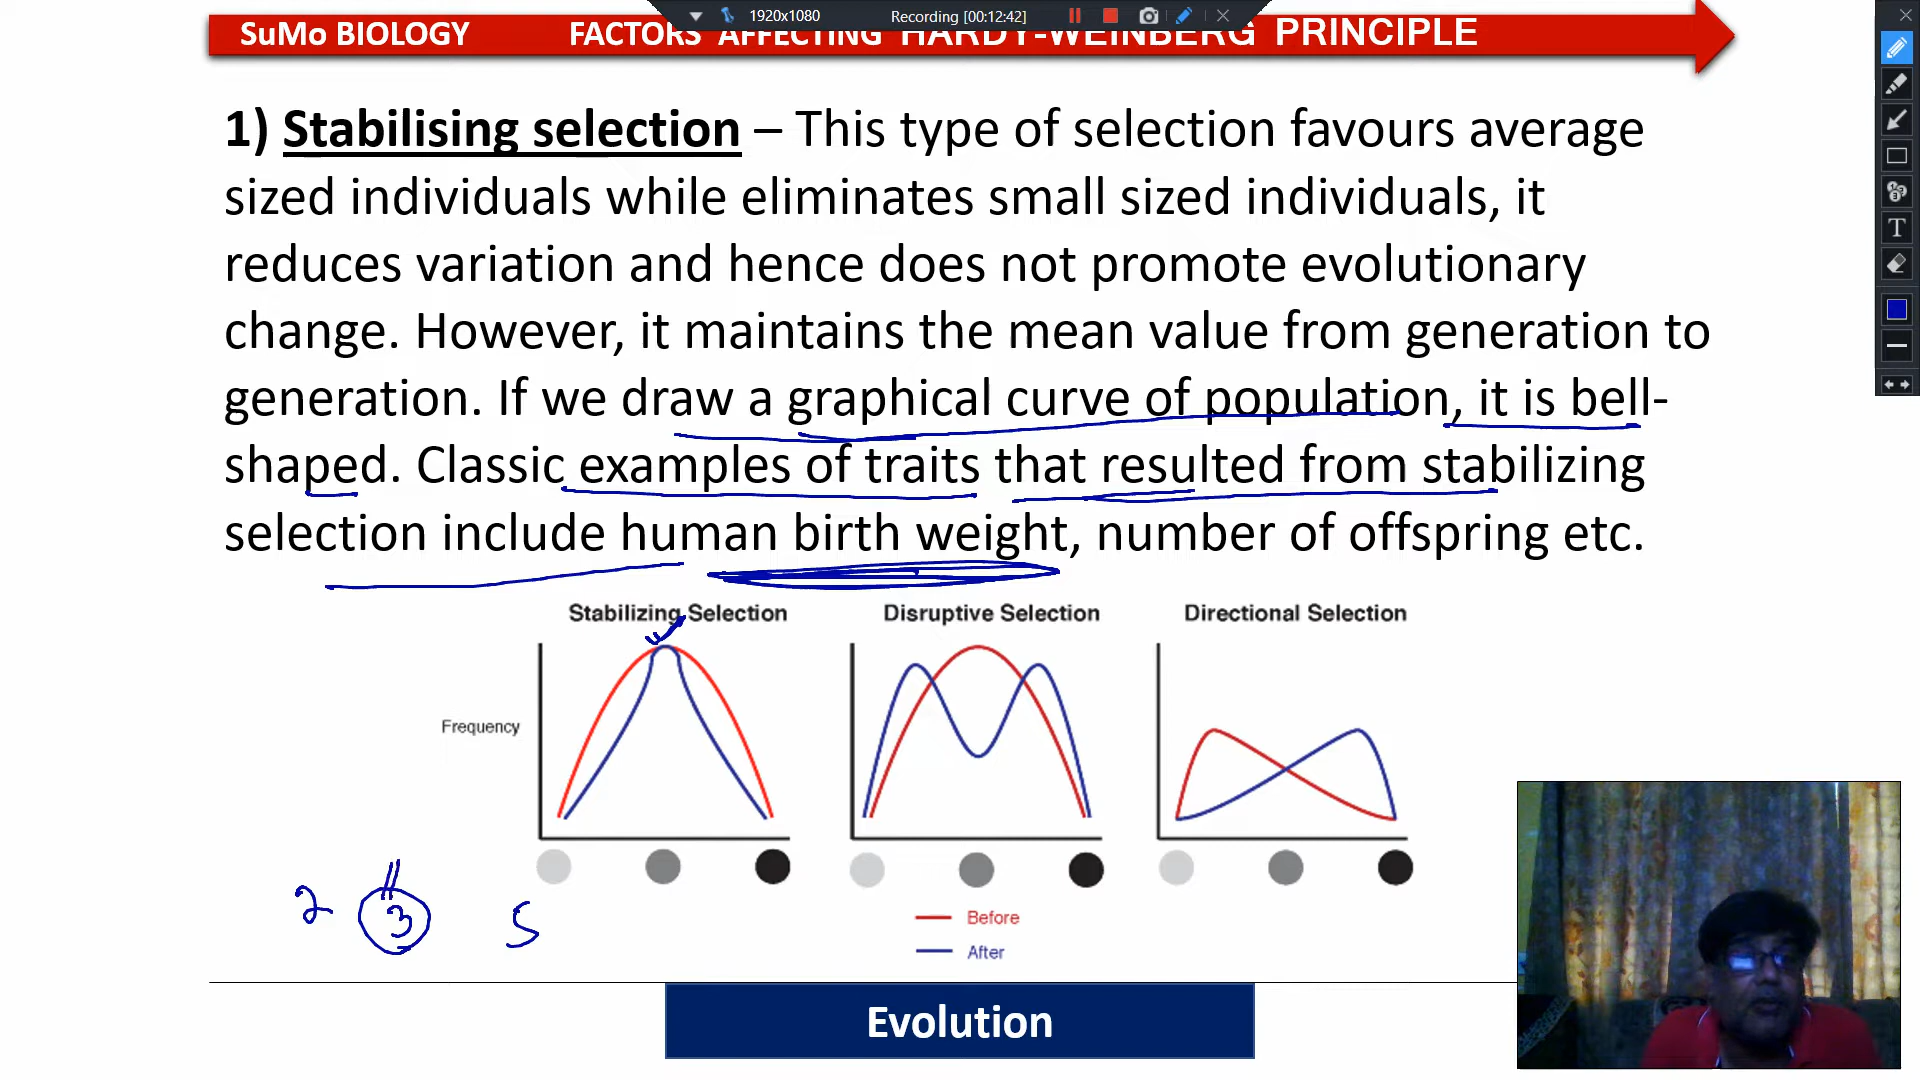 1920x1080
Recording [00:12:42]
SuMo BIOLOGY FACTORS AFFECTING HARDY-WEINBERG PRINCIPLE
1) Stabilising selection – This type of selection favours average
sized individuals while eliminates small sized individuals, it
reduces variation and hence does not promote evolutionary
change. However, it maintains the mean value from generation to
generation. If we draw a graphical curve of population, it is bell-
shaped. Classic examples of traits that resulted from stabilizing
selection include human birth weight, number of offspring etc.
Stabilizing Selection Disruptive Selection Directional Selection
Frequency
2 3 5
Before
After
Evolution
T